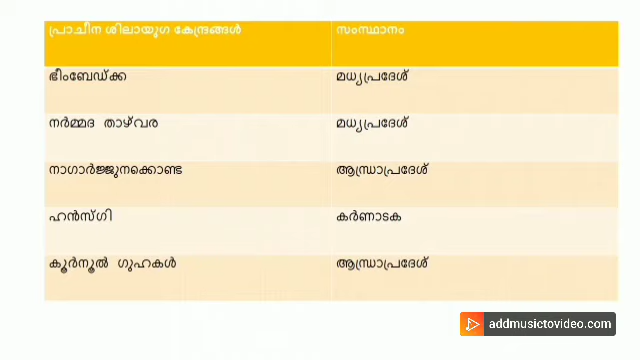 പ്രാചീന ശിലായുഗ കേന്ദ്രങ്ങൾ സംസ്ഥാനം
ഭീംബേഡ്ക്ക മധ്യപ്രദേശ്
നർമ്മദ താഴ്‌വര മധ്യപ്രദേശ്
നാഗാർജ്ജുനക്കൊണ്ട ആന്ധ്രാപ്രദേശ്
ഹൻസ്ഗി കർണാടക
കൂർനൂൽ ഗുഹകൾ ആന്ധ്രാപ്രദേശ്
addmusictovideo.com